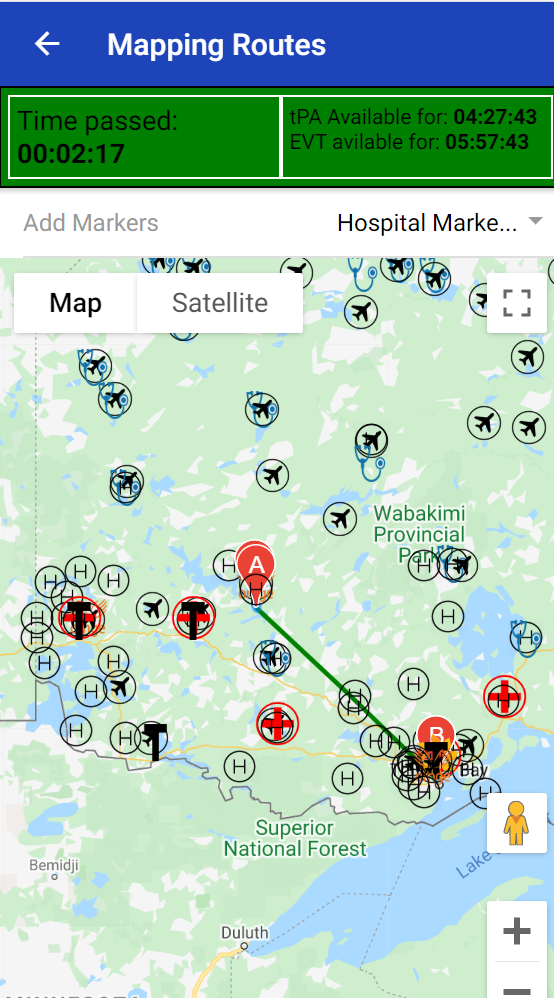 Mapping Routes
Time passed:
00:02:17
tPA Available for: 04:27:43
EVT avilable for: 05:57:43
Add Markers
Hospital Marke...
Map
Satellite
Wabakimi
Provincial
Park
A
B
Bay
Superior
National Forest
Bemidji
Lake
Duluth
MINNESOTA